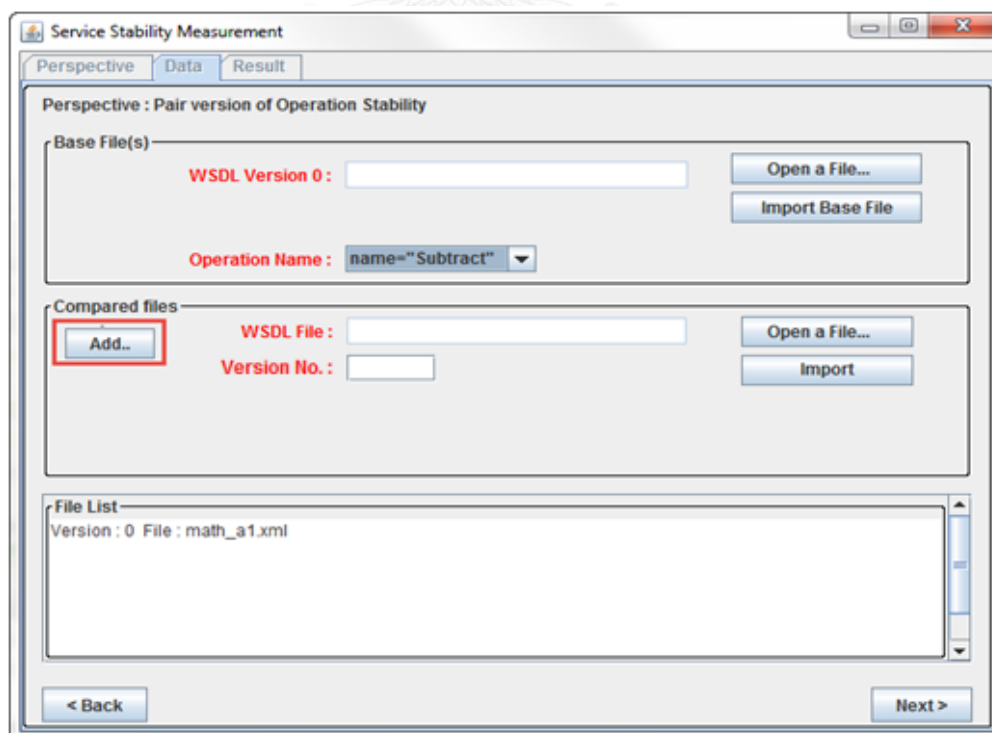 Service Stability Measurement
Perspective Data Result
Perspective : Pair version of Operation Stability
Base File(s)
WSDL Version 0 : Open a File...
Import Base File
Operation Name : name="Subtract"
Compared files
Add.. WSDL File : Open a File...
Version No. : Import
File List
Version : 0 File : math_a1.xml
< Back Next >